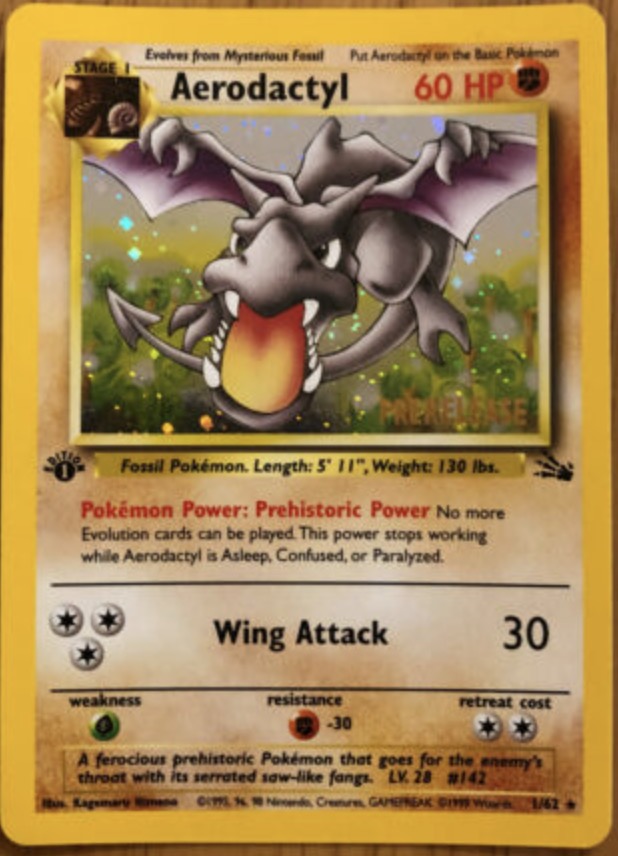 Evolves from Mysterious Fossil Put Aerodactyl on the Basic Pokémon
STAGE 1
Aerodactyl 60 HP
PRERELEASE
EDITION
1
Fossil Pokémon. Length: 5' 11", Weight: 130 lbs.
Pokémon Power: Prehistoric Power No more
Evolution cards can be played. This power stops working
while Aerodactyl is Asleep, Confused, or Paralyzed.
Wing Attack 30
weakness resistance retreat cost
-30
A ferocious prehistoric Pokémon that goes for the enemy's
throat with its serrated saw-like fangs. LV. 28 #142
Illus. Kagemaru Himeno ©1995, 96, 98 Nintendo, Creatures, GAMEFREAK. ©1999 Wizards. 1/62